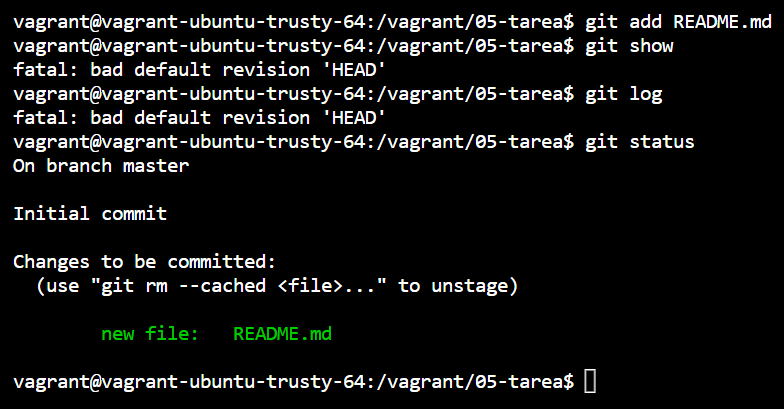 vagrant@vagrant-ubuntu-trusty-64:/vagrant/05-tarea$ git add README.md
vagrant@vagrant-ubuntu-trusty-64:/vagrant/05-tarea$ git show
fatal: bad default revision 'HEAD'
vagrant@vagrant-ubuntu-trusty-64:/vagrant/05-tarea$ git log
fatal: bad default revision 'HEAD'
vagrant@vagrant-ubuntu-trusty-64:/vagrant/05-tarea$ git status
On branch master

Initial commit

Changes to be committed:
  (use "git rm --cached <file>..." to unstage)

        new file:   README.md

vagrant@vagrant-ubuntu-trusty-64:/vagrant/05-tarea$